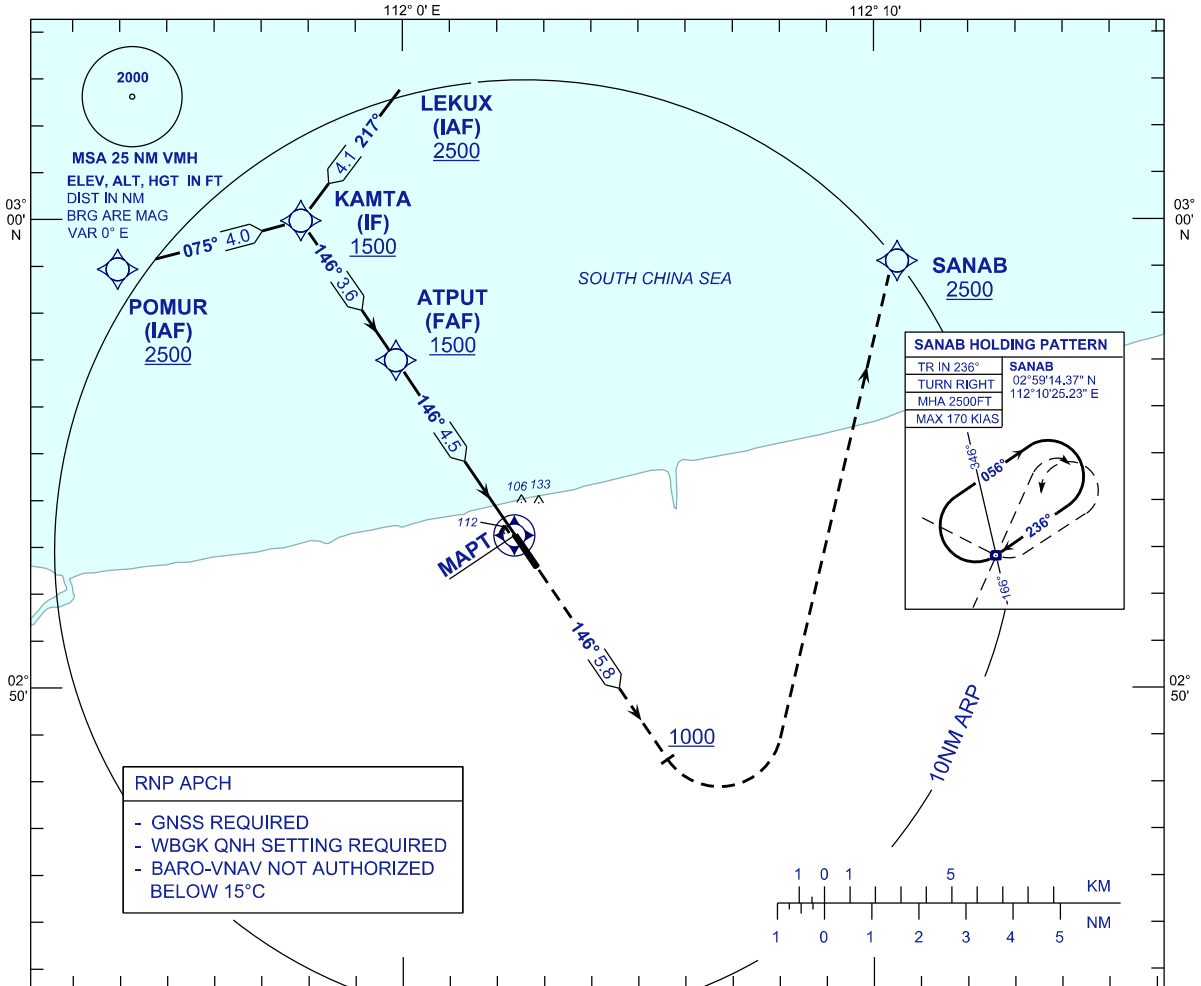 112° 0' E
112° 10'
2000
MSA 25 NM VMH
ELEV, ALT, HGT IN FT
DIST IN NM
BRG ARE MAG
VAR 0° E
LEKUX
(IAF)
2500
4.1 217°
03°
00'
N
KAMTA
(IF)
1500
03°
00'
N
075° 4.0
146° 3.6
SOUTH CHINA SEA
SANAB
2500
POMUR
(IAF)
2500
ATPUT
(FAF)
1500
SANAB HOLDING PATTERN
TR IN 236°
TURN RIGHT
MHA 2500FT
MAX 170 KIAS
SANAB
02°59'14.37" N
112°10'25.23" E
346°
056°
236°
166°
146° 4.5
106 133
112
MAPT
146° 5.8
02°
50'
02°
50'
1000
10NM ARP
RNP APCH
- GNSS REQUIRED
- WBGK QNH SETTING REQUIRED
- BARO-VNAV NOT AUTHORIZED
BELOW 15°C
1 0 1 5
KM
NM
1 0 1 2 3 4 5